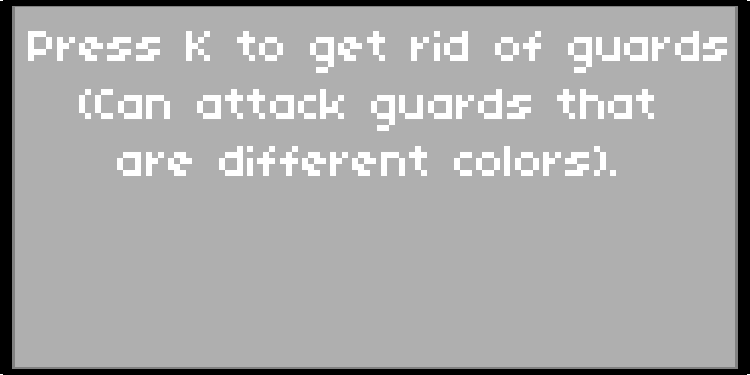 Press K to get rid of guards
(Can attack guards that
are different colors).